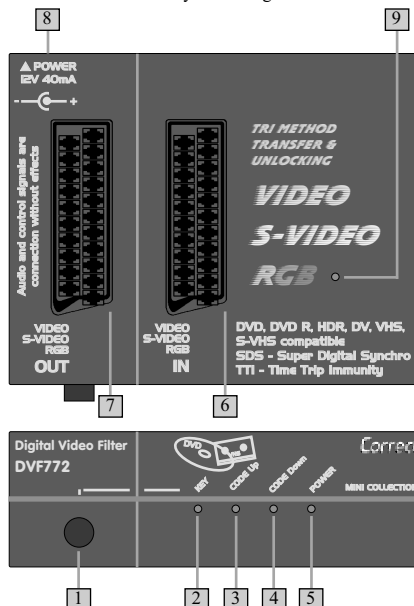 8
9
▲ POWER
12V 40mA
- +
Audio and control signals are
connection without effects
TRI METHOD
TRANSFER &
UNLOCKING
VIDEO
S-VIDEO
RGB
VIDEO
S-VIDEO
RGB
OUT
VIDEO
S-VIDEO
RGB
IN
DVD, DVD R, HDR, DV, VHS,
S-VHS compatible
SDS - Super Digital Synchro
TTI - Time Trip Immunity
7
6
Digital Video Filter
DVF772
DVD
KEY
CODE Up
CODE Down
POWER
Correc
MINI COLLECTION
1
2
3
4
5